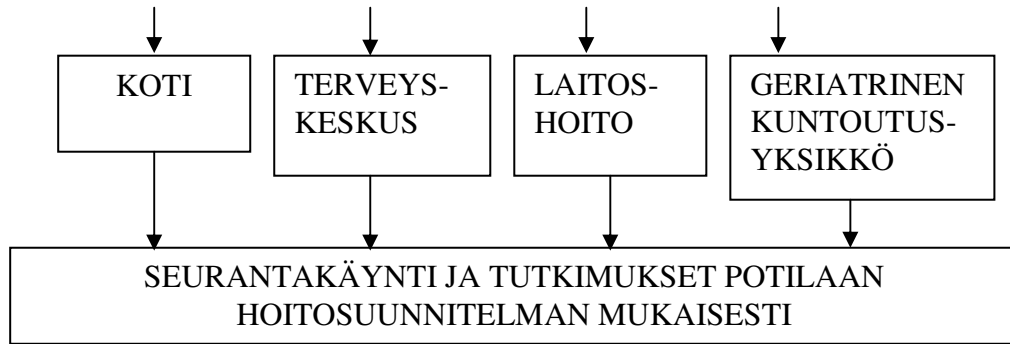 KOTI
TERVEYS-
KESKUS
LAITOS-
HOITO
GERIATRINEN
KUNTOUTUS-
YKSIKKÖ
SEURANTAKÄYNTI JA TUTKIMUKSET POTILAAN
HOITOSUUNNITELMAN MUKAISESTI